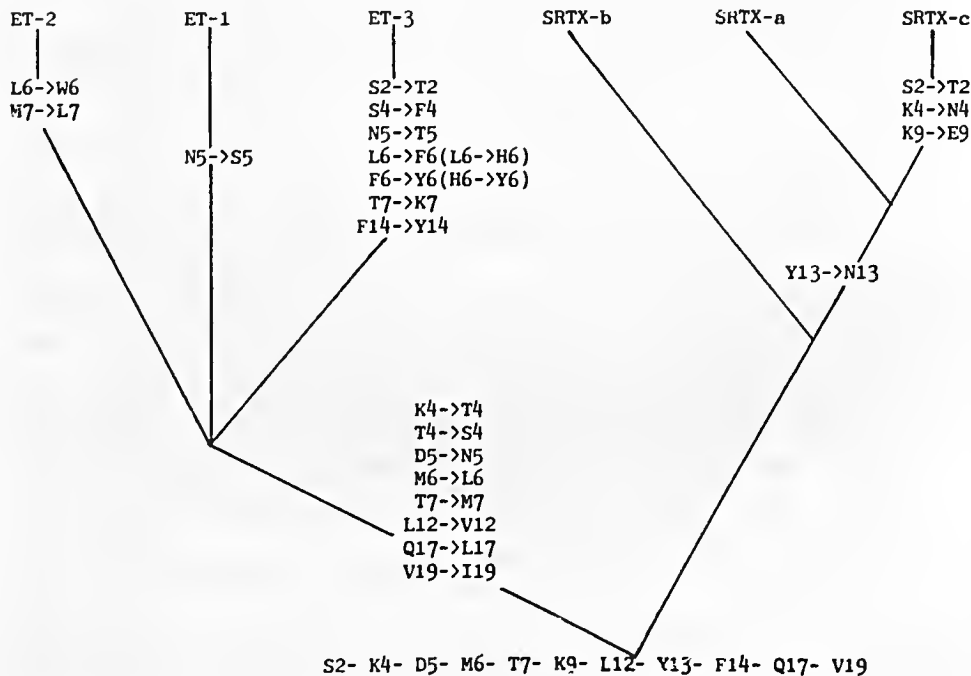 ET-2 ET-1 ET-3 SRTX-b SRTX-a SRTX-c
L6->W6
M7->L7
N5->S5
S2->T2
S4->F4
N5->T5
L6->F6(L6->H6)
F6->Y6(H6->Y6)
T7->K7
F14->Y14
S2->T2
K4->N4
K9->E9
Y13->N13
K4->T4
T4->S4
D5->N5
M6->L6
T7->M7
L12->V12
Q17->L17
V19->I19
S2- K4- D5- M6- T7- K9- L12- Y13- F14- Q17- V19